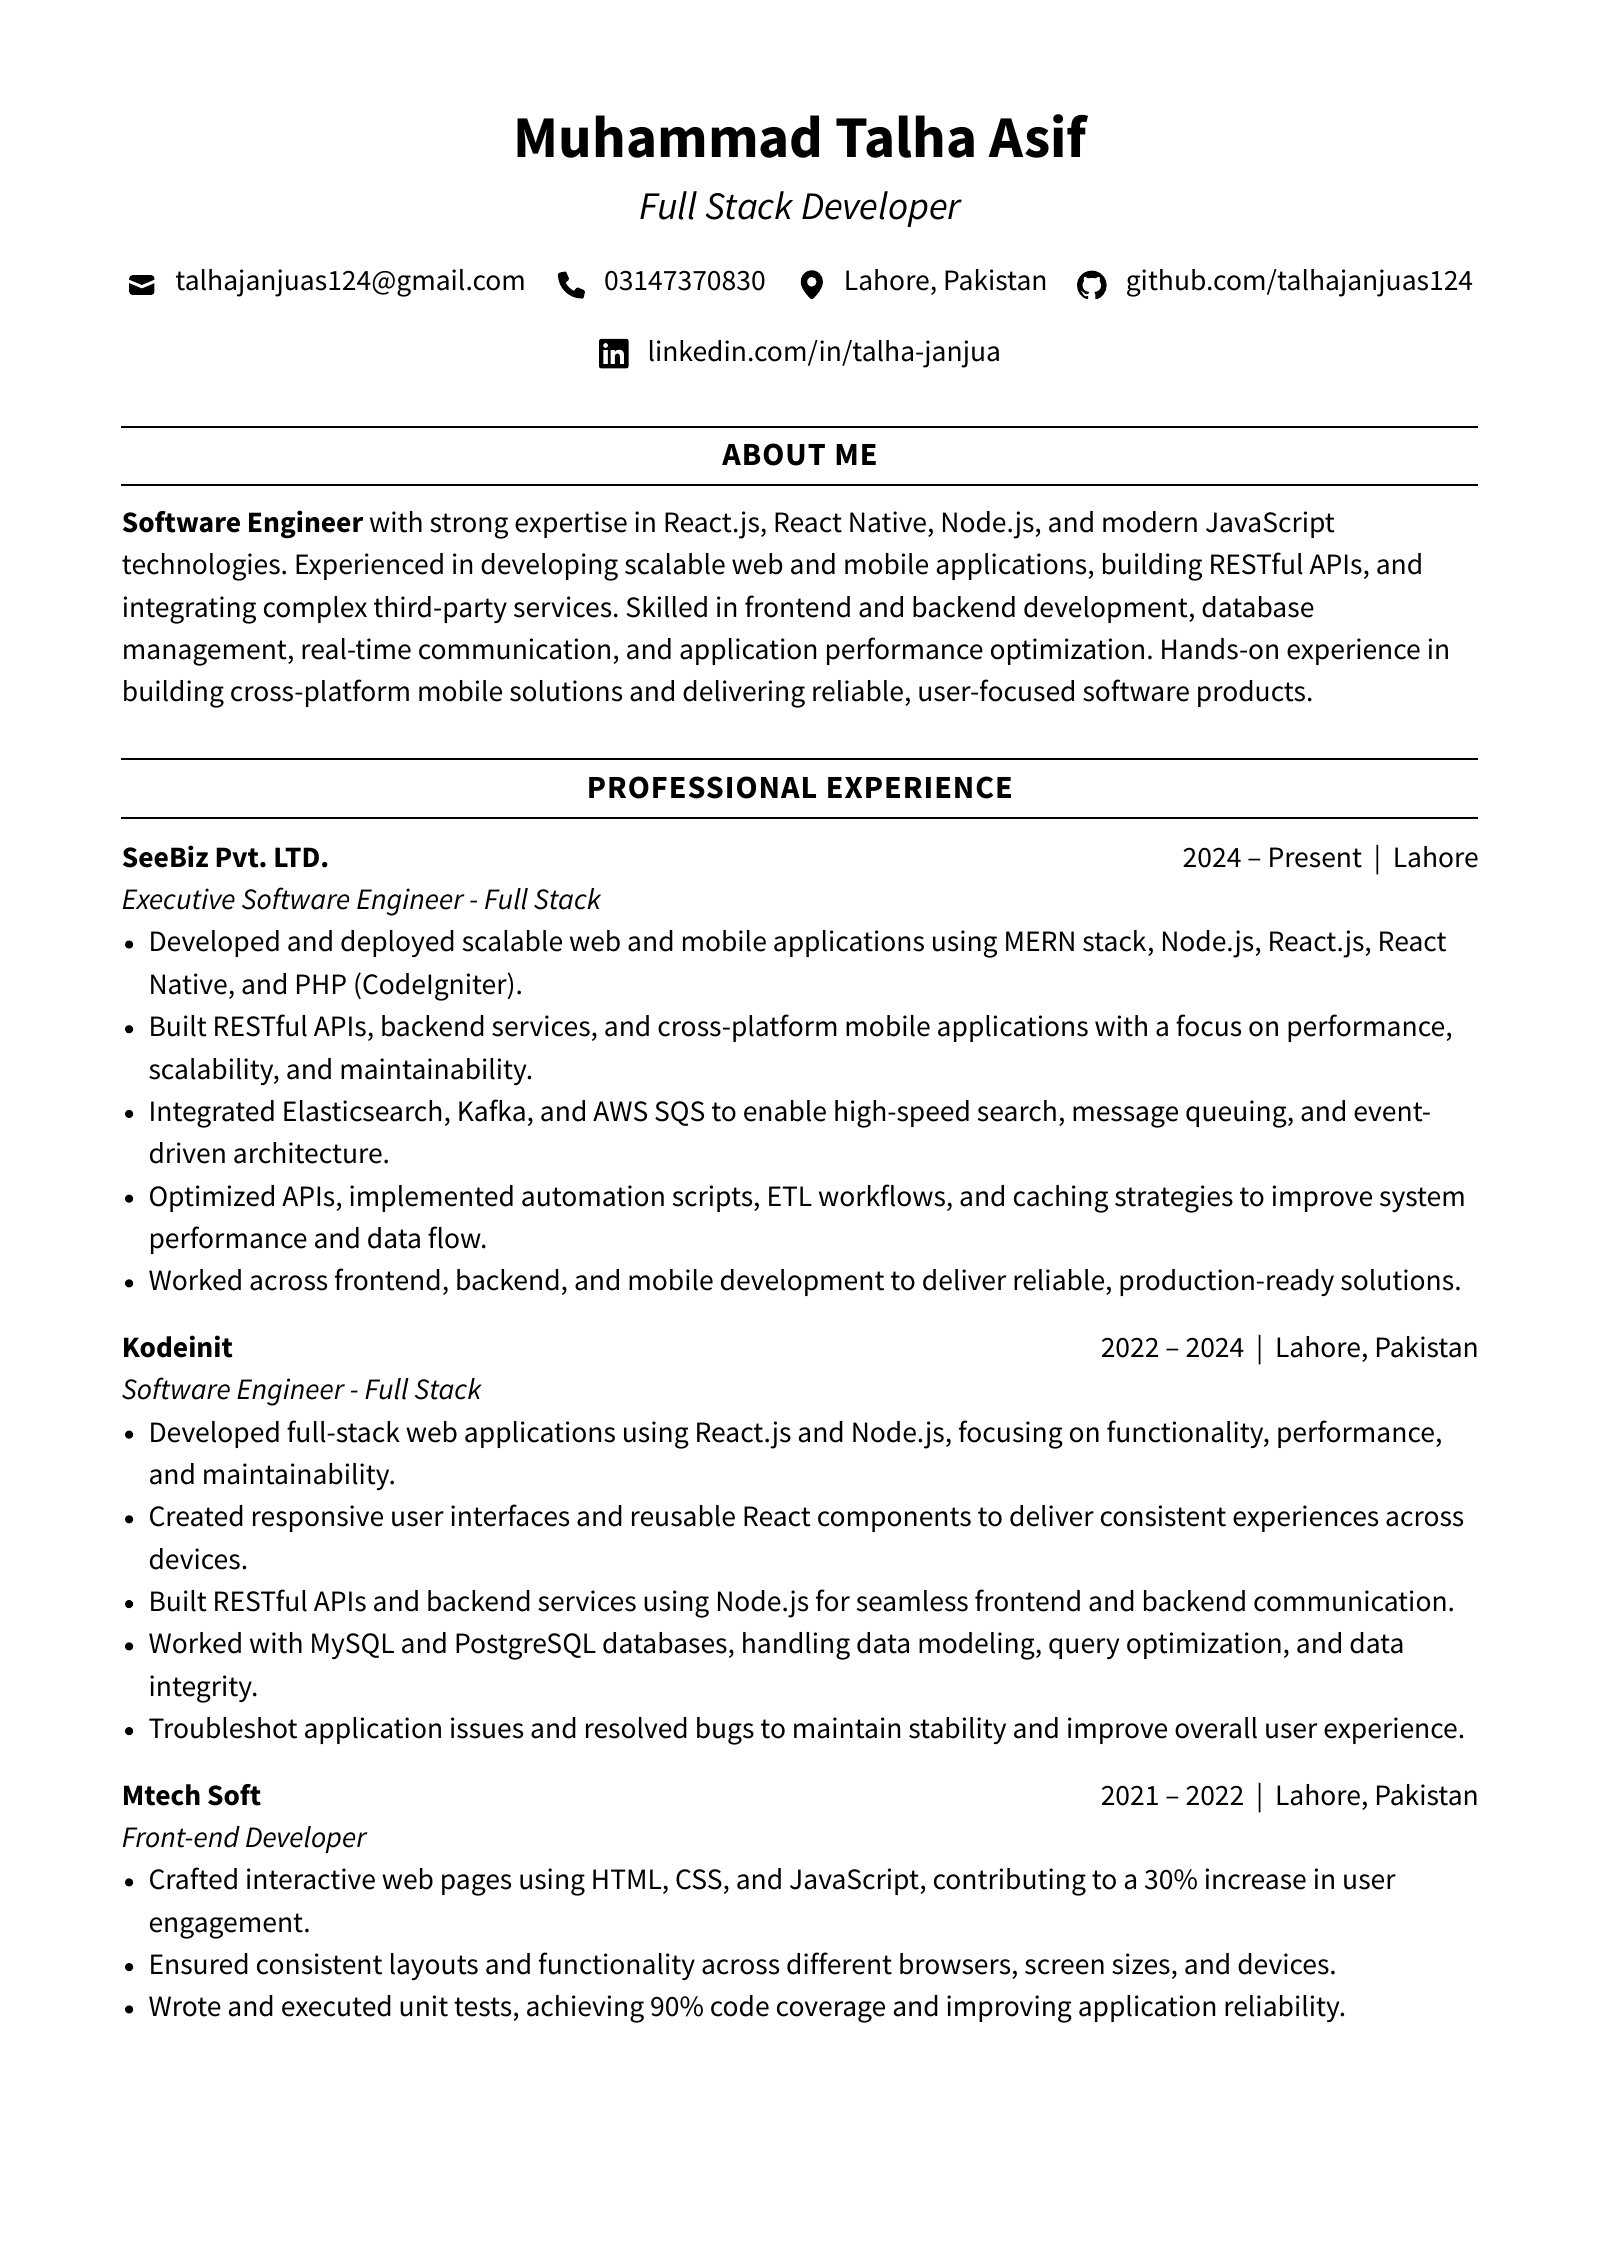 Muhammad Talha Asif
Full Stack Developer
talhajanjuas124@gmail.com 03147370830 Lahore, Pakistan github.com/talhajanjuas124
linkedin.com/in/talha-janjua
ABOUT ME
Software Engineer with strong expertise in React.js, React Native, Node.js, and modern JavaScript
technologies. Experienced in developing scalable web and mobile applications, building RESTful APIs, and
integrating complex third-party services. Skilled in frontend and backend development, database
management, real-time communication, and application performance optimization. Hands-on experience in
building cross-platform mobile solutions and delivering reliable, user-focused software products.
PROFESSIONAL EXPERIENCE
SeeBiz Pvt. LTD. 2024 – Present | Lahore
Executive Software Engineer - Full Stack
• Developed and deployed scalable web and mobile applications using MERN stack, Node.js, React.js, React
Native, and PHP (CodeIgniter).
• Built RESTful APIs, backend services, and cross-platform mobile applications with a focus on performance,
scalability, and maintainability.
• Integrated Elasticsearch, Kafka, and AWS SQS to enable high-speed search, message queuing, and event-
driven architecture.
• Optimized APIs, implemented automation scripts, ETL workflows, and caching strategies to improve system
performance and data flow.
• Worked across frontend, backend, and mobile development to deliver reliable, production-ready solutions.
Kodeinit 2022 – 2024 | Lahore, Pakistan
Software Engineer - Full Stack
• Developed full-stack web applications using React.js and Node.js, focusing on functionality, performance,
and maintainability.
• Created responsive user interfaces and reusable React components to deliver consistent experiences across
devices.
• Built RESTful APIs and backend services using Node.js for seamless frontend and backend communication.
• Worked with MySQL and PostgreSQL databases, handling data modeling, query optimization, and data
integrity.
• Troubleshot application issues and resolved bugs to maintain stability and improve overall user experience.
Mtech Soft 2021 – 2022 | Lahore, Pakistan
Front-end Developer
• Crafted interactive web pages using HTML, CSS, and JavaScript, contributing to a 30% increase in user
engagement.
• Ensured consistent layouts and functionality across different browsers, screen sizes, and devices.
• Wrote and executed unit tests, achieving 90% code coverage and improving application reliability.